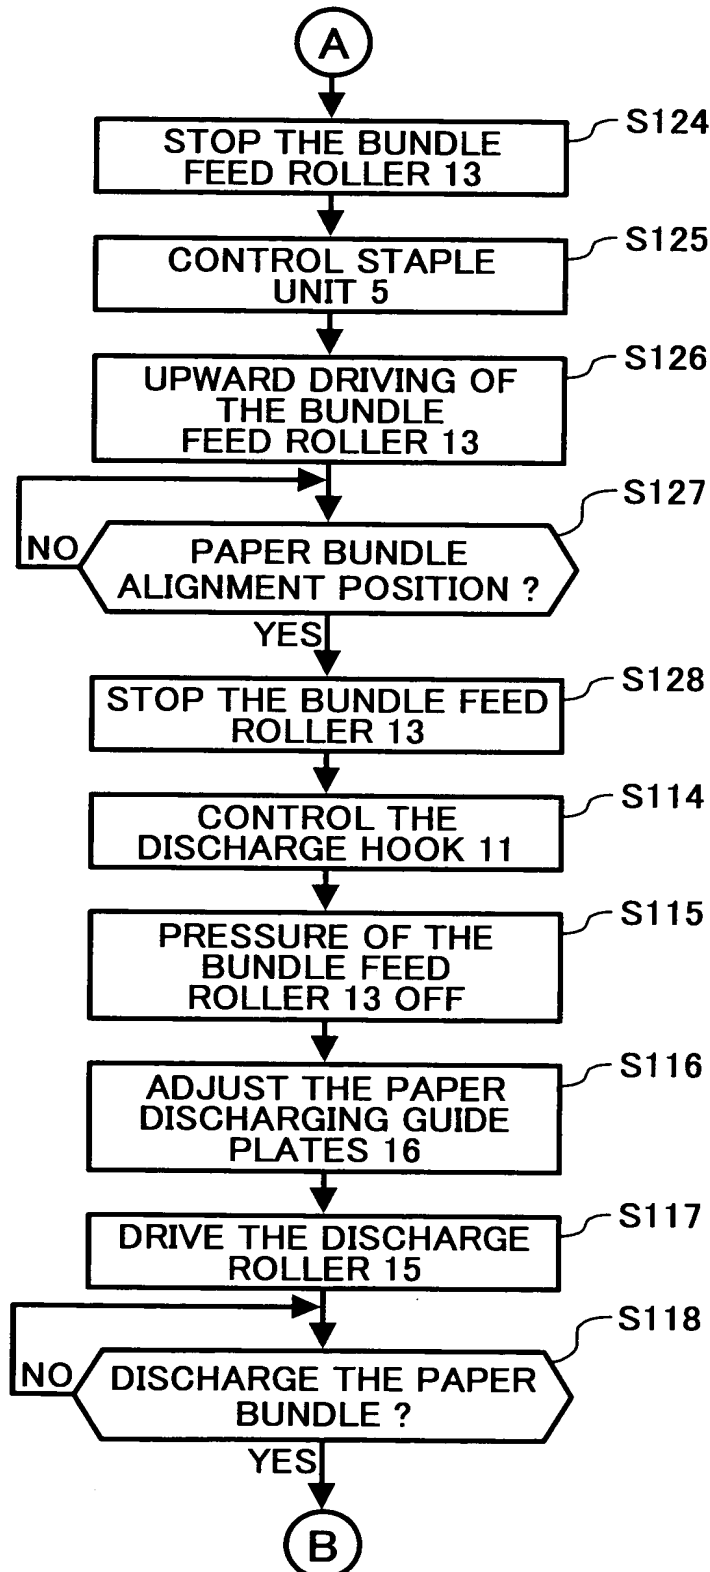 A
S124
STOP THE BUNDLE
FEED ROLLER 13
S125
CONTROL STAPLE
UNIT 5
S126
UPWARD DRIVING OF
THE BUNDLE
FEED ROLLER 13
S127
NO
PAPER BUNDLE
ALIGNMENT POSITION ?
YES
S128
STOP THE BUNDLE FEED
ROLLER 13
S114
CONTROL THE
DISCHARGE HOOK 11
S115
PRESSURE OF THE
BUNDLE FEED
ROLLER 13 OFF
S116
ADJUST THE PAPER
DISCHARGING GUIDE
PLATES 16
S117
DRIVE THE DISCHARGE
ROLLER 15
S118
NO
DISCHARGE THE PAPER
BUNDLE ?
YES
B